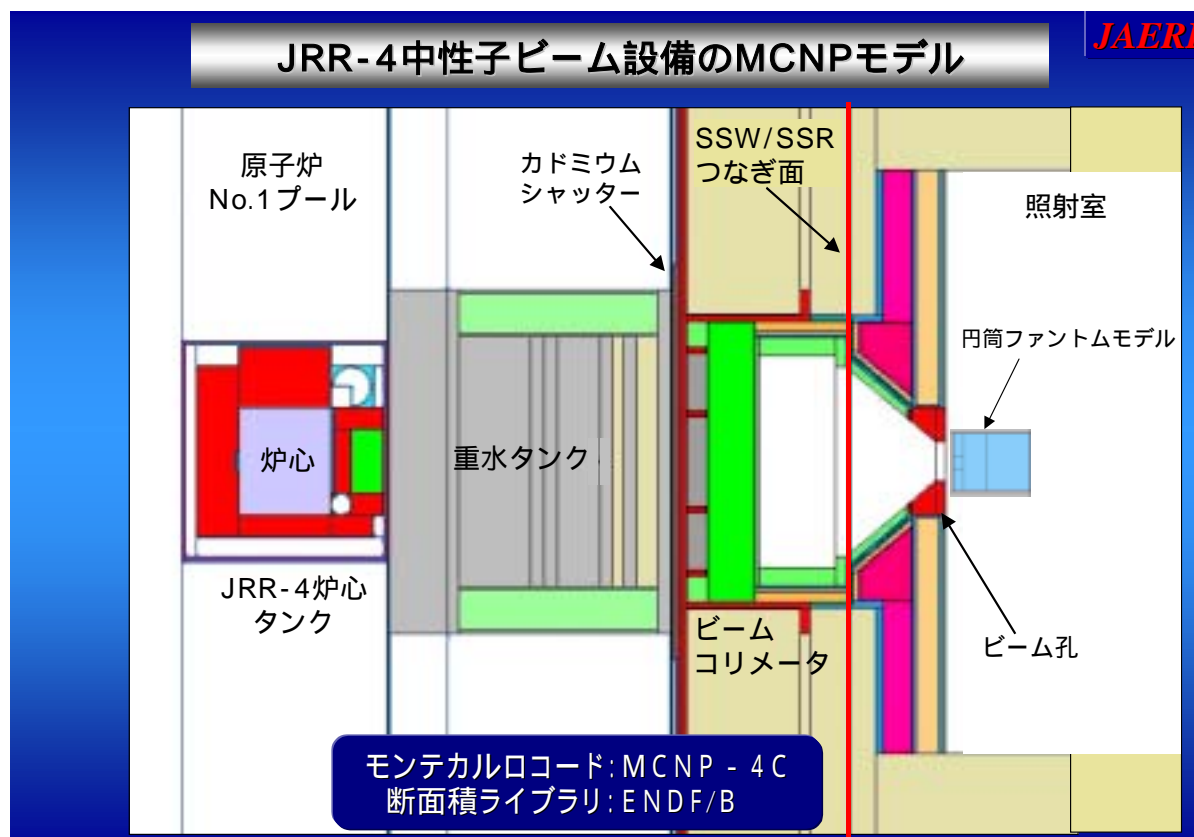 JRR-4中性子ビーム設備のMCNPモデル
JAERI
原子炉
No.1プール
カドミウム
シャッター
SSW/SSR
つなぎ面
照射室
円筒ファントムモデル
炉心
重水タンク
JRR-4炉心
タンク
ビーム
コリメータ
ビーム孔
モンテカルロコード:MCNP-4C
断面積ライブラリ:ENDF/B